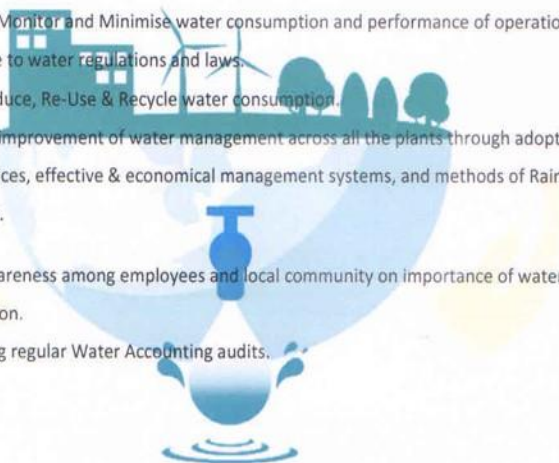 Monitor and Minimise water consumption and performance of operatio
e to water regulations and laws.
duce, Re-Use & Recycle water consumption.
improvement of water management across all the plants through adopt
ces, effective & economical management systems, and methods of Rain
.
areness among employees and local community on importance of water
on.
g regular Water Accounting audits.